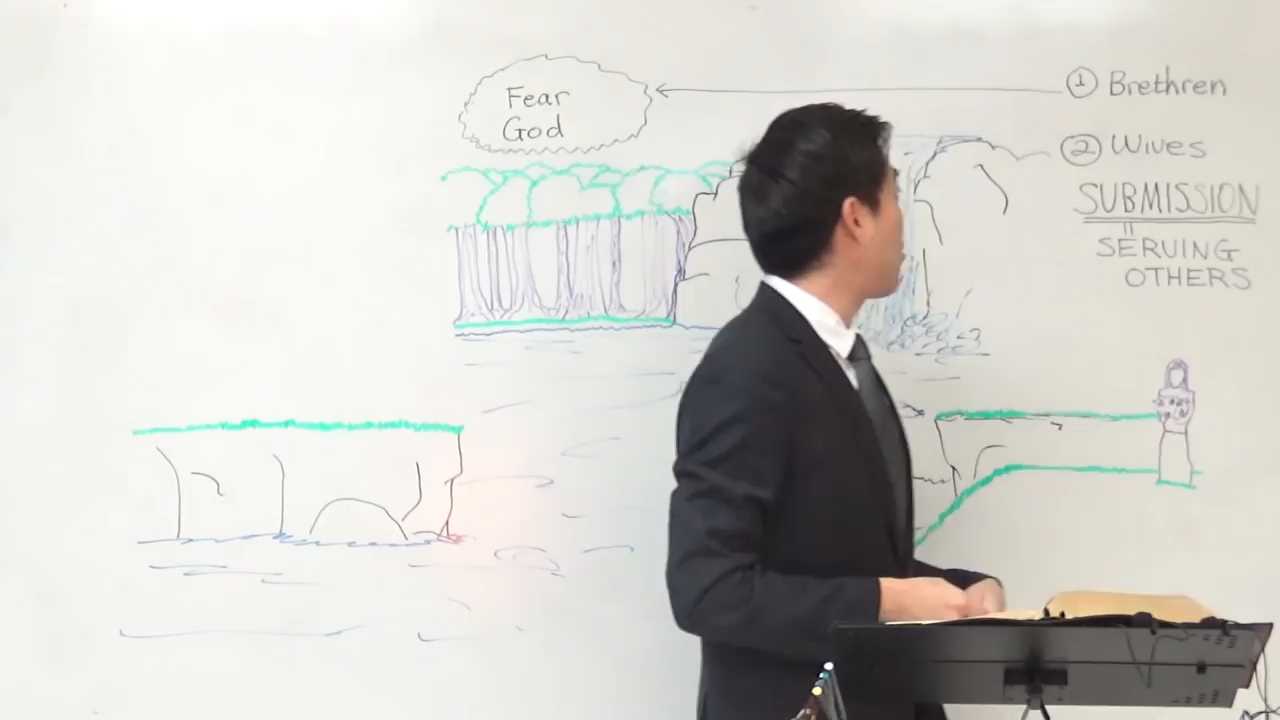 Fear
God
① Brethren
② Wives
SUBMISSION
=
SERVING
OTHERS